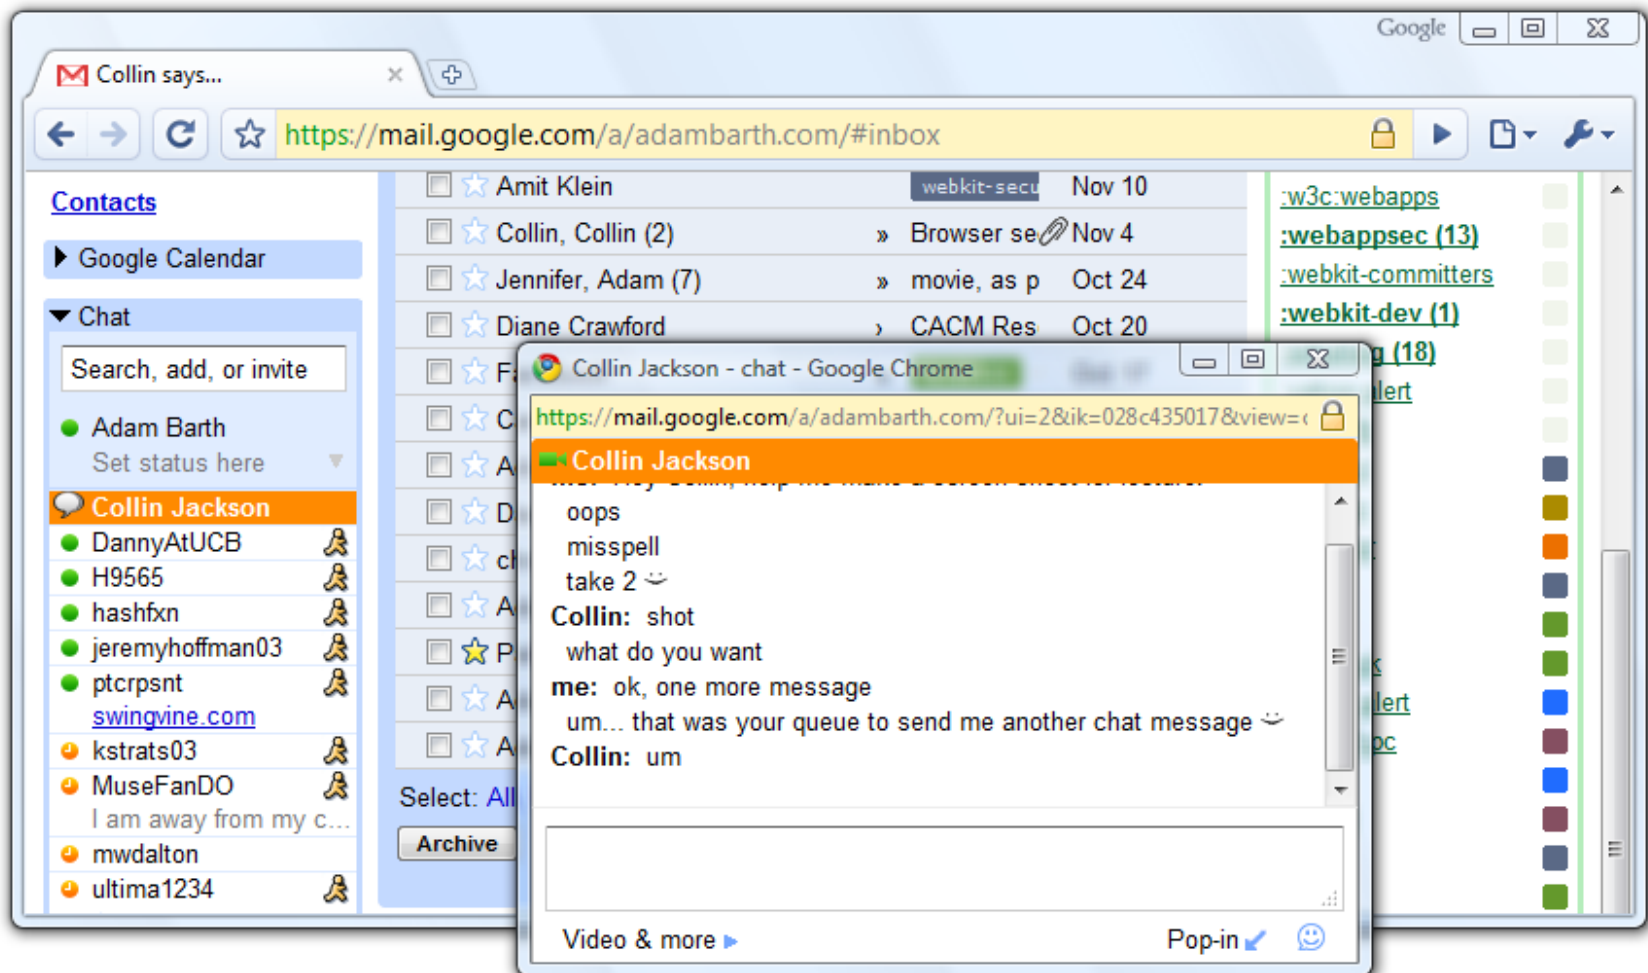 Google
Collin says...
https://mail.google.com/a/adambarth.com/#inbox
Contacts
Google Calendar
Chat
Search, add, or invite
Adam Barth
Set status here
Collin Jackson
DannyAtUCB
H9565
hashfxn
jeremyhoffman03
ptcrpsnt
swingvine.com
kstrats03
MuseFanDO
I am away from my c...
mwdalton
ultima1234
Amit Klein webkit-secu Nov 10
Collin, Collin (2) » Browser se Nov 4
Jennifer, Adam (7) » movie, as p Oct 24
Diane Crawford › CACM Res Oct 20
Select: All
Archive
:w3c:webapps
:webappsec (13)
:webkit-committers
:webkit-dev (1)
(18)
Collin Jackson - chat - Google Chrome
https://mail.google.com/a/adambarth.com/?ui=2&ik=028c435017&view=c
Collin Jackson
oops
misspell
take 2
Collin: shot
what do you want
me: ok, one more message
um... that was your queue to send me another chat message
Collin: um
Video & more
Pop-in